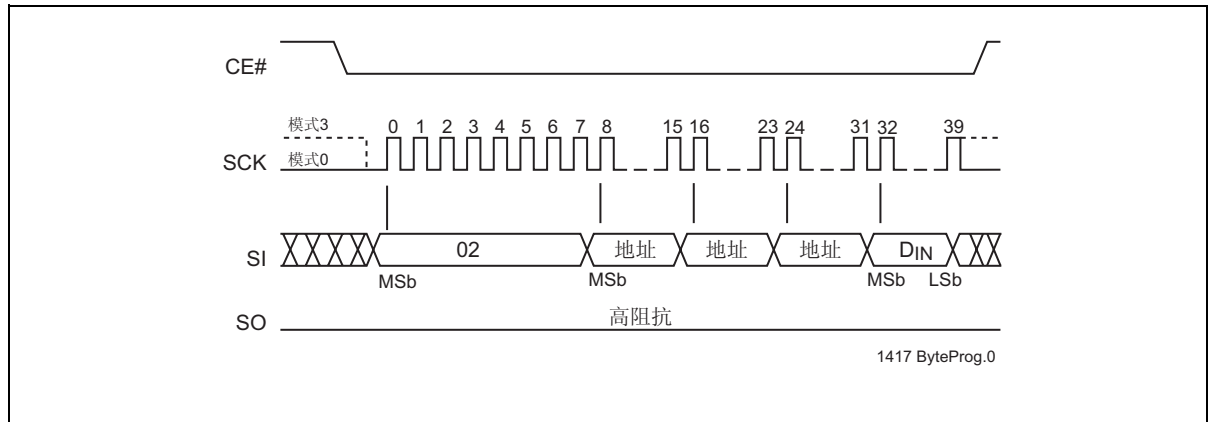 CE#
模式3
0 1 2 3 4 5 6 7 8 15 16 23 24 31 32 39
SCK
模式0
SI
02 地址 地址 地址 DIN
MSb MSb MSb LSb
SO
高阻抗
1417 ByteProg.0